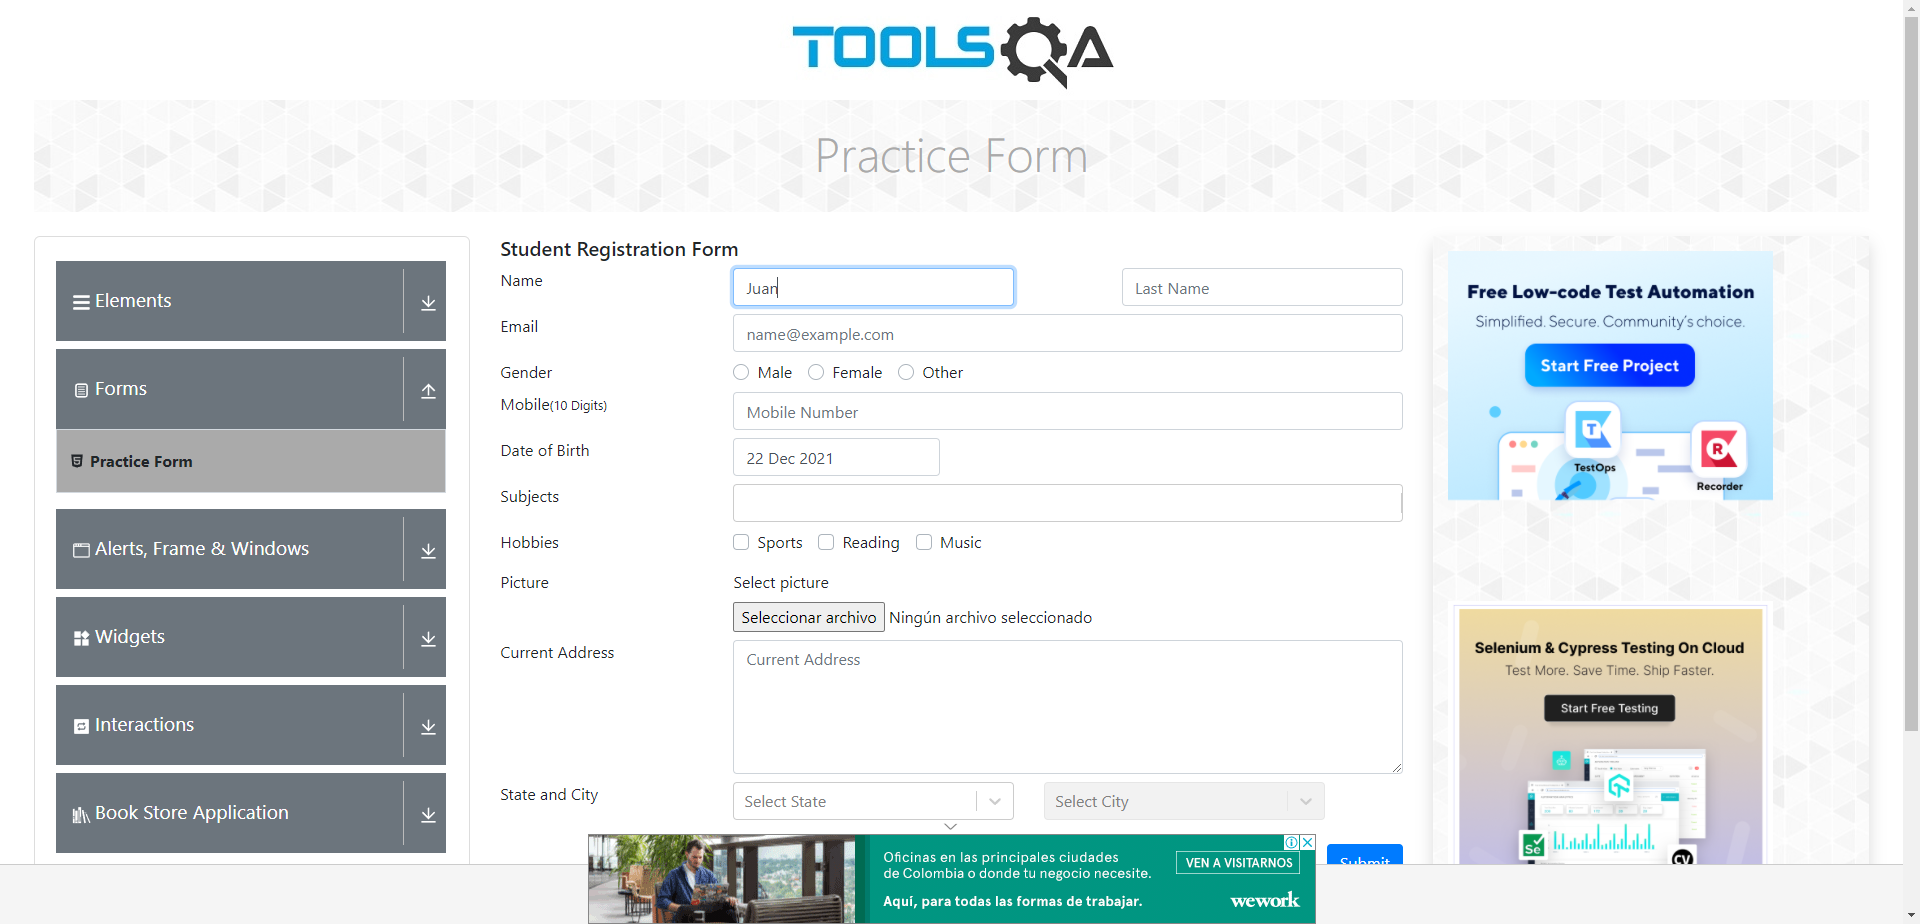 TOOLSQA
Practice Form
Elements
Forms
Practice Form
Alerts, Frame & Windows
Widgets
Interactions
Book Store Application
Student Registration Form
Name
Juan
Last Name
Email
name@example.com
Gender
Male
Female
Other
Mobile(10 Digits)
Mobile Number
Date of Birth
22 Dec 2021
Subjects
Hobbies
Sports
Reading
Music
Picture
Select picture
Seleccionar archivo
Ningún archivo seleccionado
Current Address
Current Address
State and City
Select State
Select City
Submit
Free Low-code Test Automation
Simplified. Secure. Community's choice.
Start Free Project
T
TestOps
R
Recorder
Selenium & Cypress Testing On Cloud
Test More. Save Time. Ship Faster.
Start Free Testing
Se
CY
Oficinas en las principales ciudades
de Colombia o donde tu negocio necesite.
Aquí, para todas las formas de trabajar.
VEN A VISITARNOS
wework